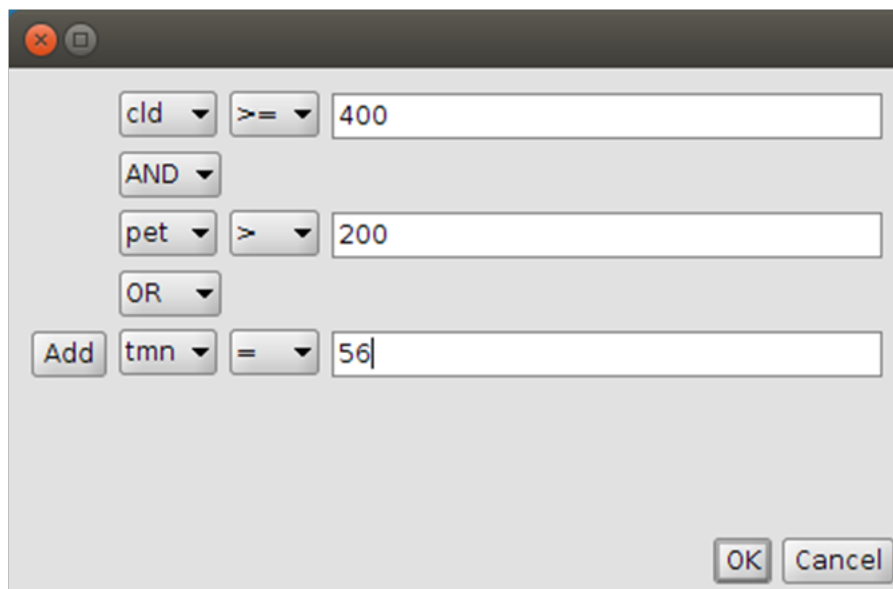 cld >= 400
AND
pet > 200
OR
Add tmn = 56
OK Cancel